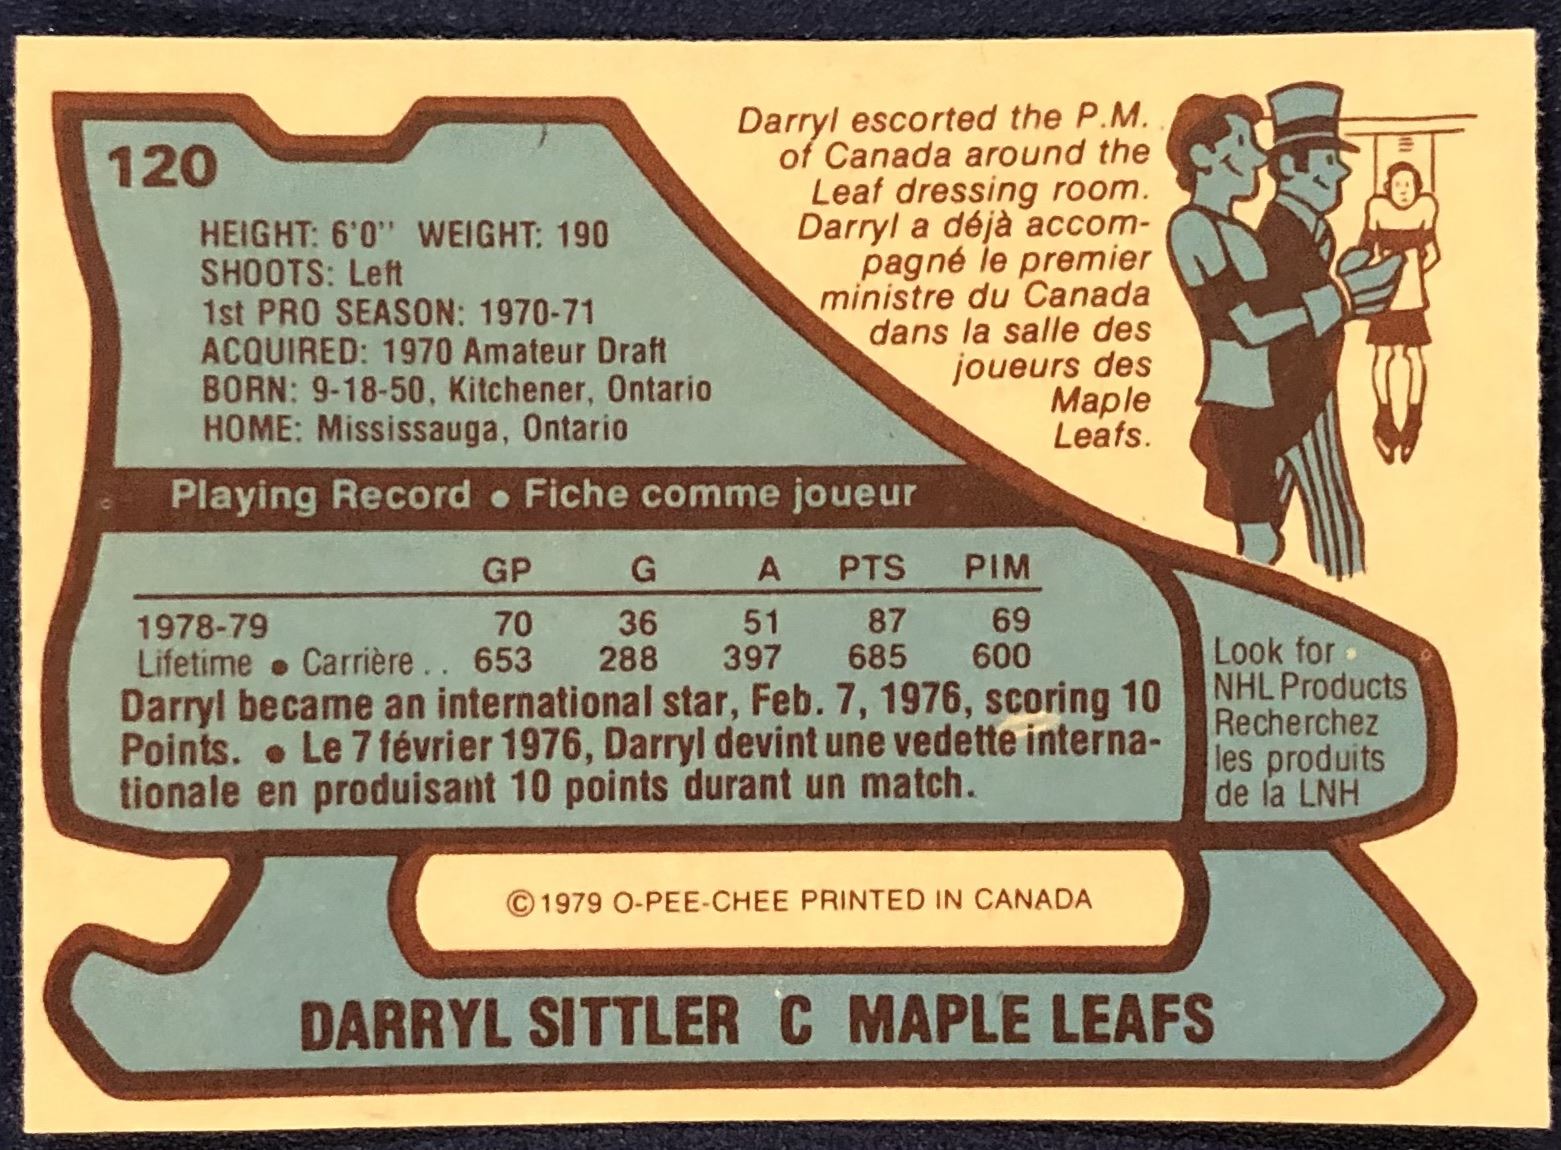 120
HEIGHT: 6'0" WEIGHT: 190
SHOOTS: Left
1st PRO SEASON: 1970-71
ACQUIRED: 1970 Amateur Draft
BORN: 9-18-50, Kitchener, Ontario
HOME: Mississauga, Ontario
Darryl escorted the P.M.
of Canada around the
Leaf dressing room.
Darryl a déjà accom-
pagné le premier
ministre du Canada
dans la salle des
joueurs des
Maple
Leafs.
Playing Record • Fiche comme joueur
GP G A PTS PIM
1978-79 70 36 51 87 69
Lifetime • Carrière .. 653 288 397 685 600
Darryl became an international star, Feb. 7, 1976, scoring 10
Points. • Le 7 février 1976, Darryl devint une vedette interna-
tionale en produisant 10 points durant un match.
Look for
NHL Products
Recherchez
les produits
de la LNH
©1979 O-PEE-CHEE PRINTED IN CANADA
DARRYL SITTLER C MAPLE LEAFS